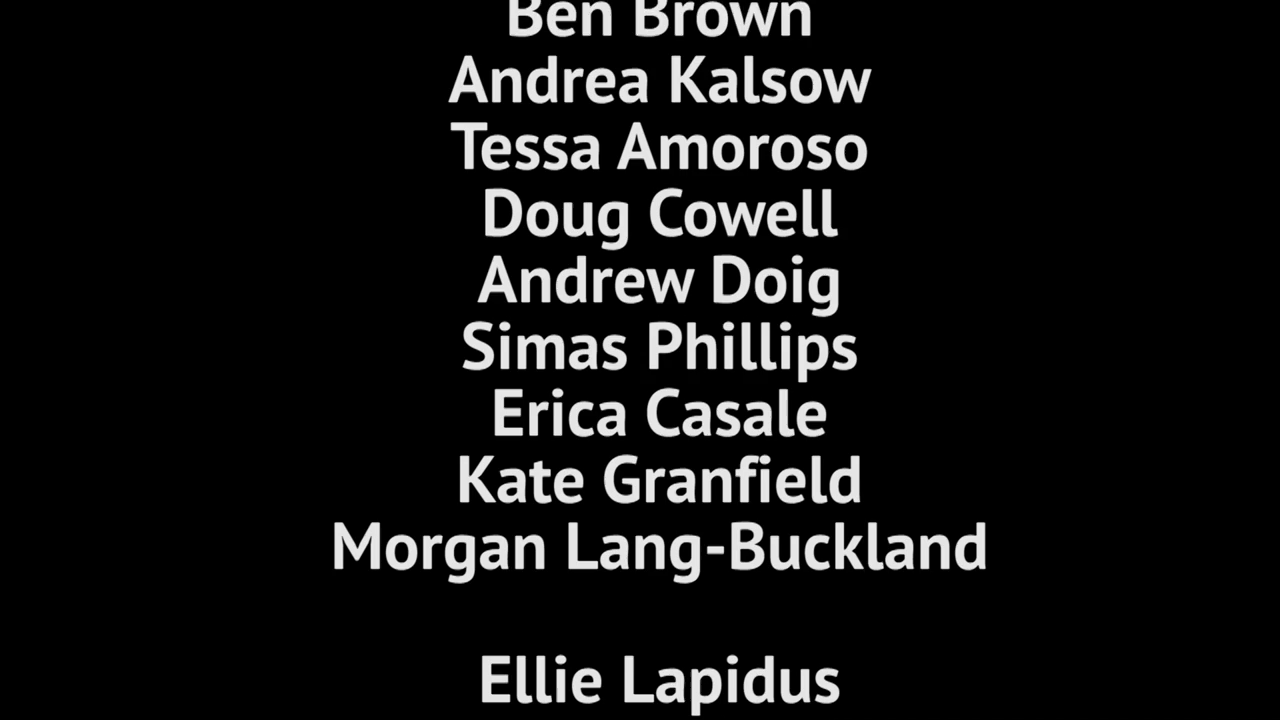 Ben Brown
Andrea Kalsow
Tessa Amoroso
Doug Cowell
Andrew Doig
Simas Phillips
Erica Casale
Kate Granfield
Morgan Lang-Buckland
Ellie Lapidus